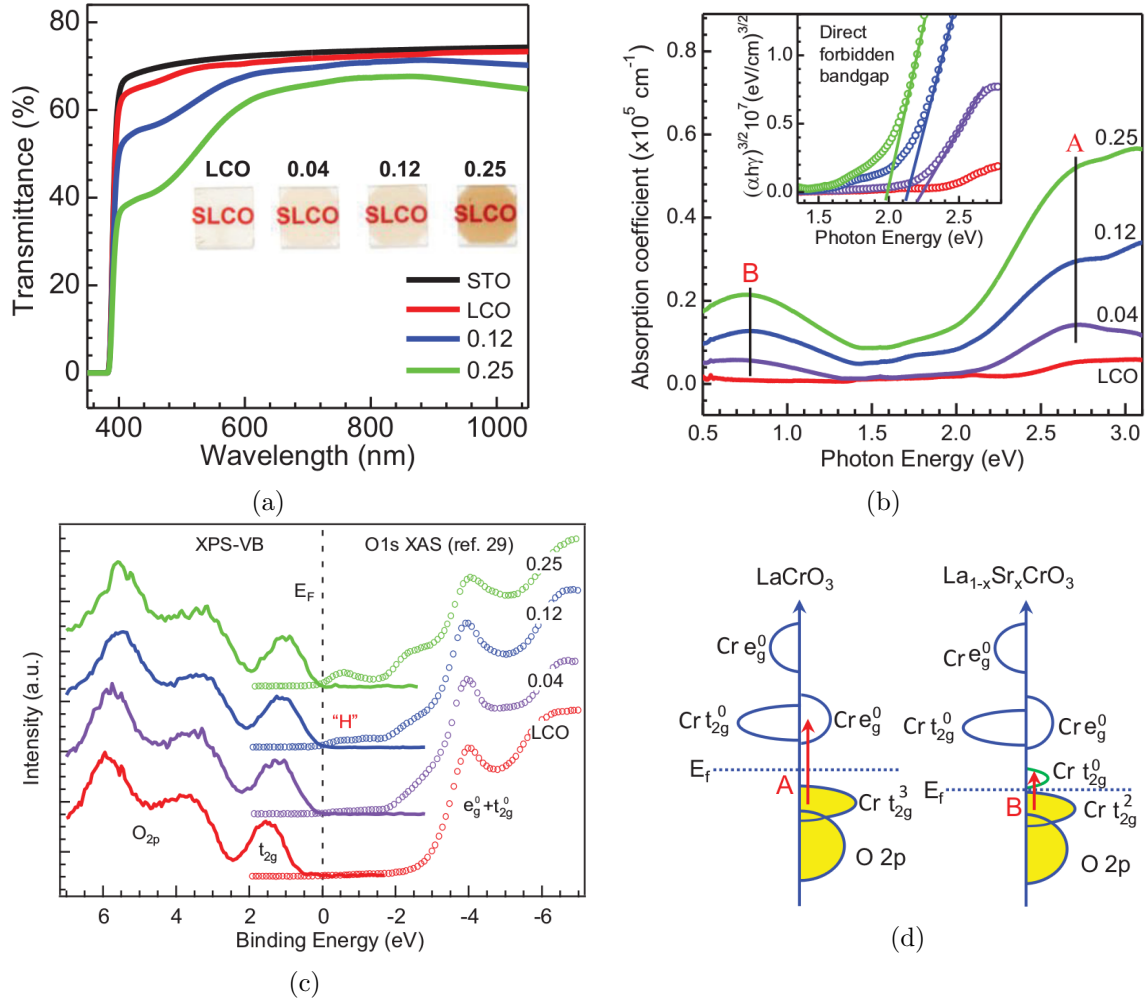 (a)
80
60
40
20
0
Transmittance (%)
LCO 0.04 0.12 0.25
SLCO SLCO SLCO SLCO
STO
LCO
0.12
0.25
400 600 800 1000
Wavelength (nm)
(b)
0.8
0.6
0.4
0.2
0.0
Absorption coefficient (x10⁵ cm⁻¹)
Direct
forbidden
bandgap
1.0
0.5
0.0
(αhγ)^3/2 10⁷(eV/cm)^3/2
1.5 2.0 2.5
Photon Energy (eV)
A
B
0.25
0.12
0.04
LCO
0.5 1.0 1.5 2.0 2.5 3.0
Photon Energy (eV)
(c)
XPS-VB
O1s XAS (ref. 29)
E_F
0.25
0.12
0.04
LCO
"H"
O_2p
t_2g
e_g^0+t_2g^0
Intensity (a.u.)
6 4 2 0 -2 -4 -6
Binding Energy (eV)
(d)
LaCrO₃
La₁₋ₓSrₓCrO₃
Cr e_g^0
Cr t_2g^0
Cr e_g^0
E_f
A
Cr t_2g^3
O 2p
Cr e_g^0
Cr t_2g^0
Cr e_g^0
Cr t_2g^0
E_f
B
Cr t_2g^2
O 2p